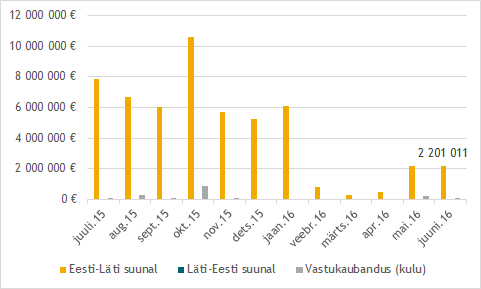 12 000 000 €
10 000 000 €
8 000 000 €
6 000 000 €
4 000 000 €
2 000 000 €
0 €
2 201 011
juuli.15
aug.15
sept.15
okt.15
nov.15
dets.15
jaan.16
veebr.16
märts.16
apr.16
mai.16
juuni.16
Eesti-Läti suunal Läti-Eesti suunal Vastukaubandus (kulu)